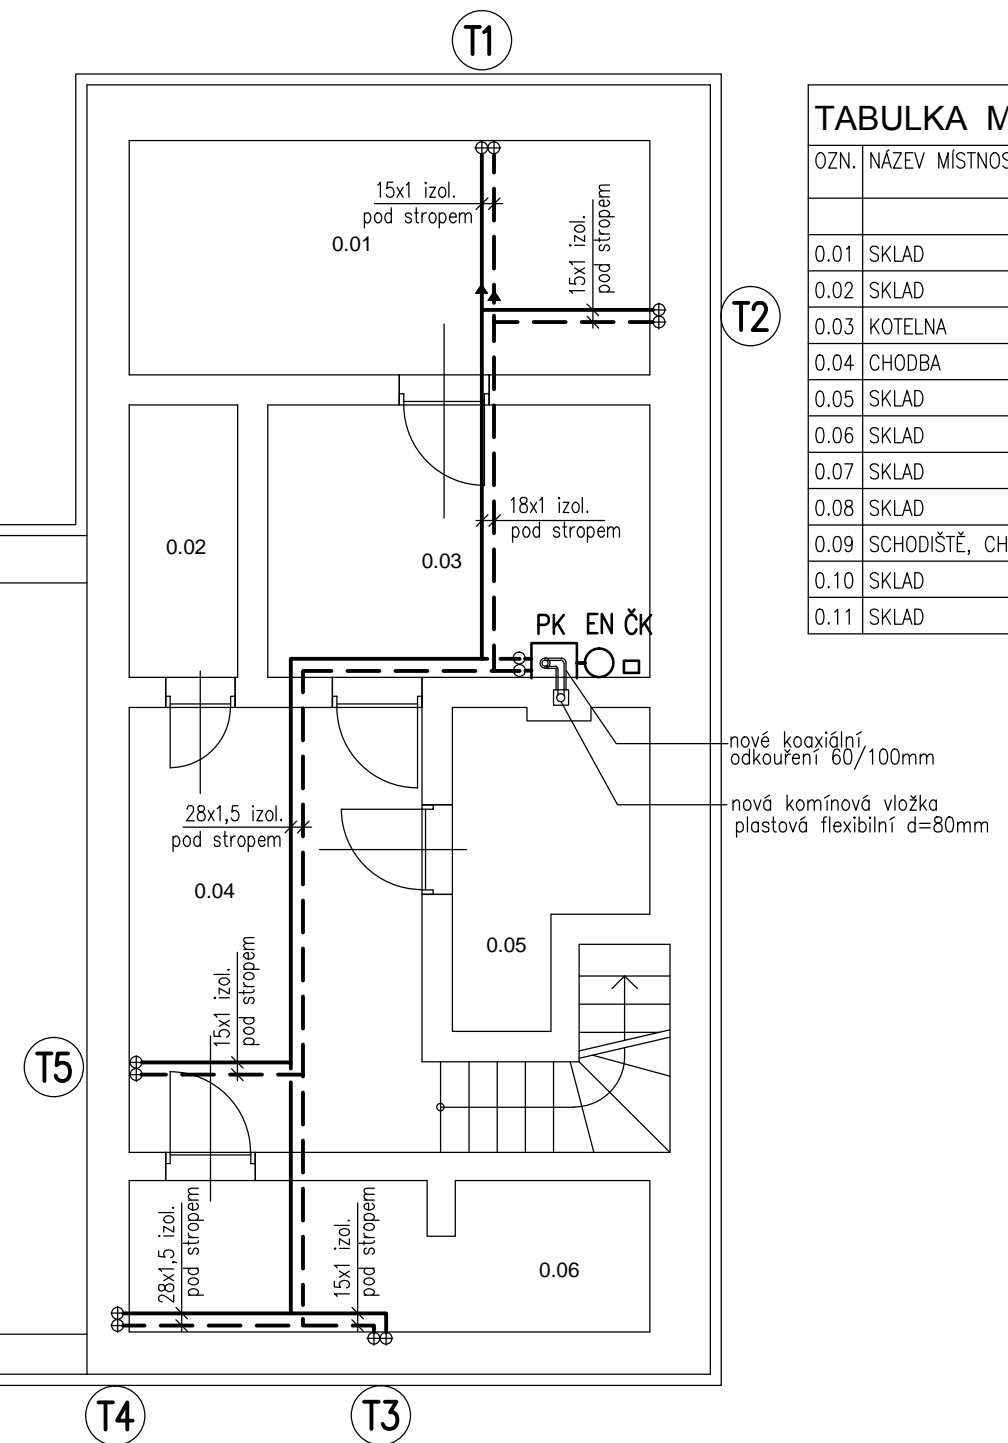 T1
TABULKA M
OZN. NÁZEV MÍSTNOS
0.01 SKLAD
0.02 SKLAD
0.03 KOTELNA
0.04 CHODBA
0.05 SKLAD
0.06 SKLAD
0.07 SKLAD
0.08 SKLAD
0.09 SCHODIŠTĚ, CH
0.10 SKLAD
0.11 SKLAD
15x1 izol.
pod stropem
0.01
15x1 izol.
pod stropem
T2
18x1 izol.
pod stropem
0.02
0.03
PK EN ČK
nové koaxiální
odkouření 60/100mm
nová komínová vložka
plastová flexibilní d=80mm
28x1,5 izol.
pod stropem
0.04
0.05
15x1 izol.
pod stropem
T5
28x1,5 izol.
pod stropem
15x1 izol.
pod stropem
0.06
T4
T3